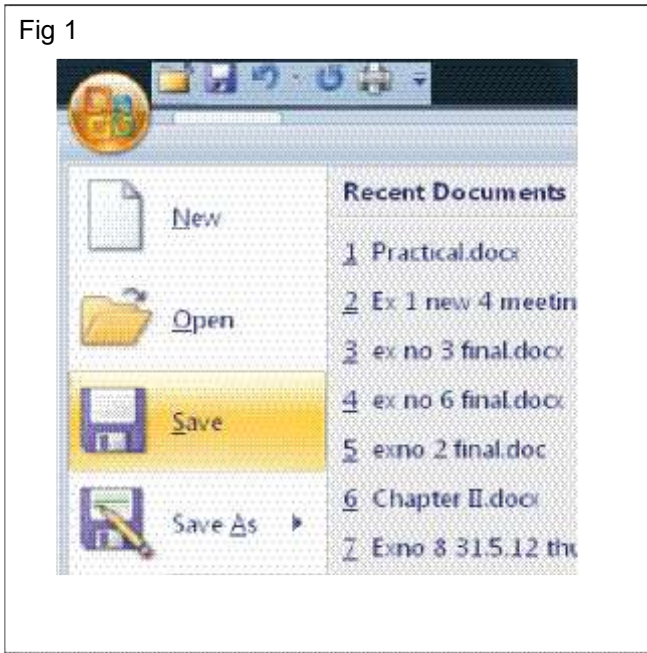 Fig 1
New
Open
Save
Save As
Recent Documents
1 Practical.docx
2 Ex 1 new 4 meetin
3 ex no 3 final.docx
4 ex no 6 final.docx
5 exno 2 final.doc
6 Chapter II.docx
7 Exno 8 31.5.12 thu